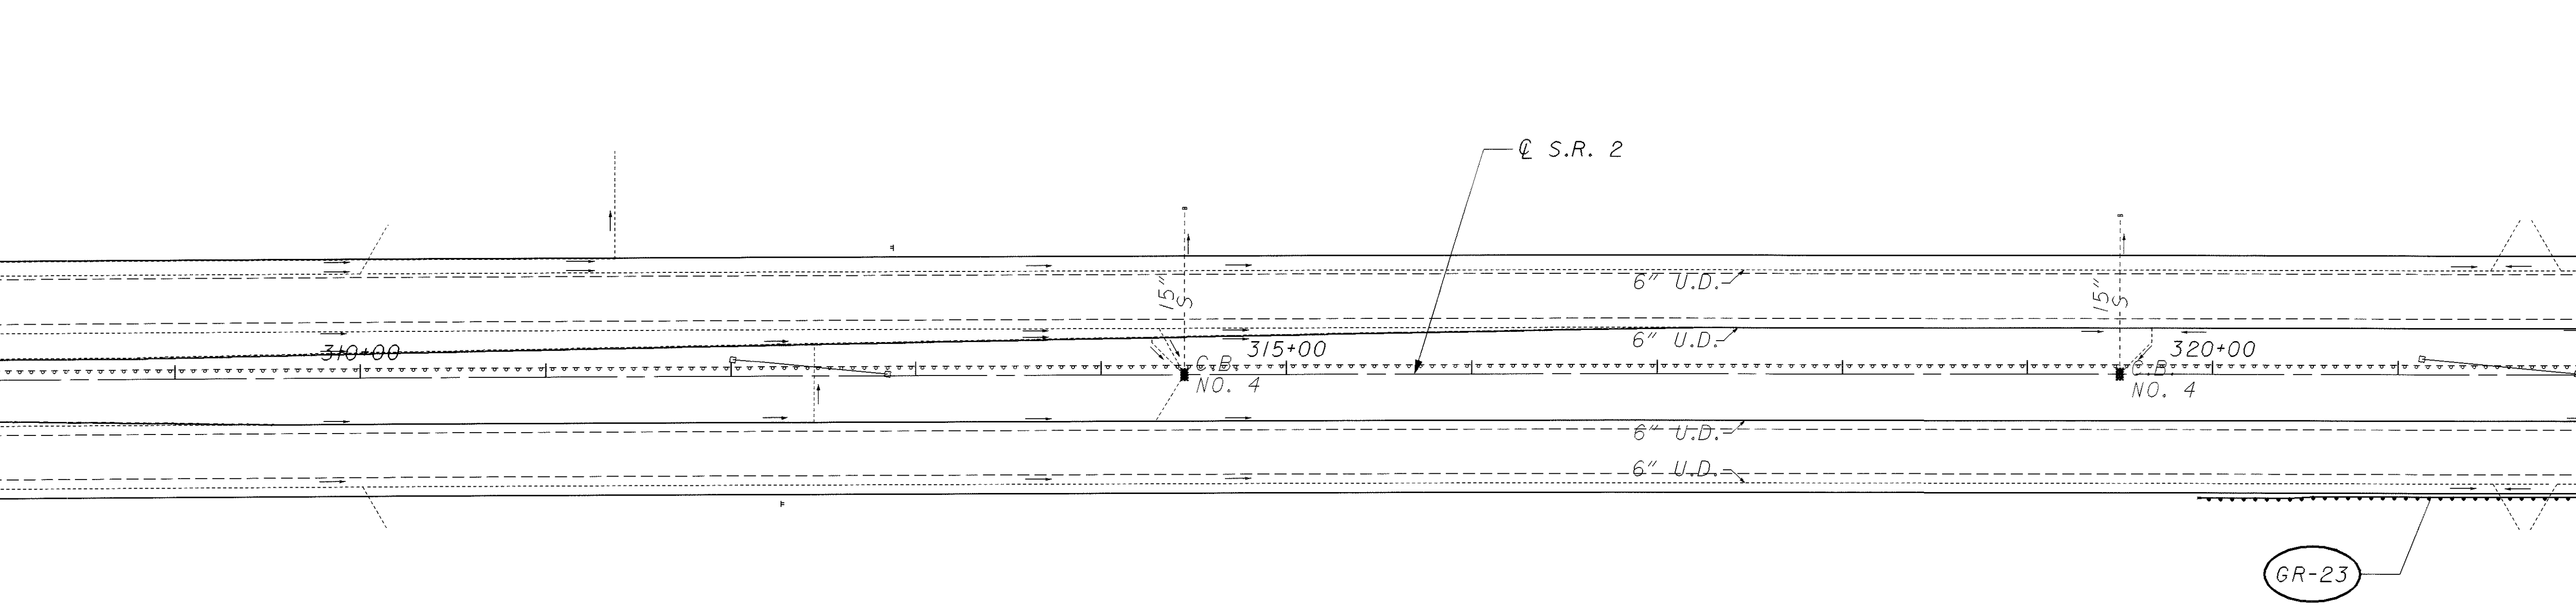 ℄ S.R. 2
15"
S
15"
S
6" U.D.
6" U.D.
310+00
315+00
320+00
C.B.
NO. 4
C.B.
NO. 4
6" U.D.
6" U.D.
GR-23